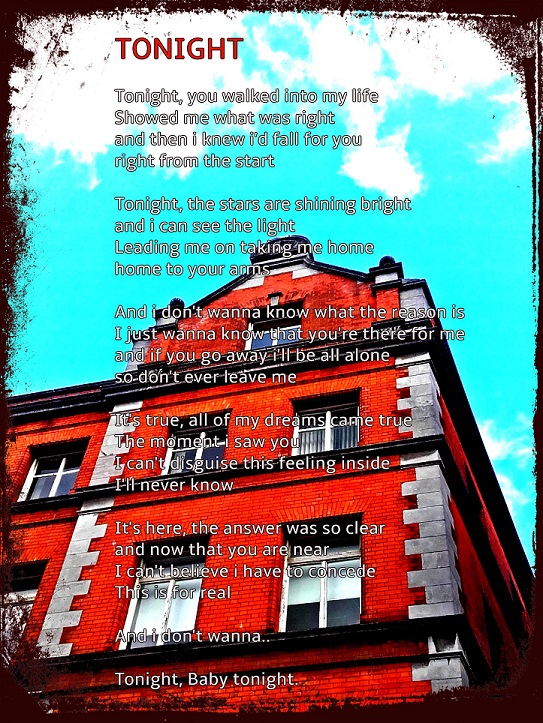 TONIGHT
Tonight, you walked into my life
Showed me what was right
and then i knew i'd fall for you
right from the start
Tonight, the stars are shining bright
and i can see the light
Leading me on taking me home
home to your arms
And i don't wanna know what the reason is
I just wanna know that you're there for me
and if you go away i'll be all alone
so don't ever leave me
It's true, all of my dreams came true
The moment i saw you
I can't disguise this feeling inside
I'll never know
It's here, the answer was so clear
and now that you are near
I can't believe i have to concede
This is for real
And i don't wanna..
Tonight, Baby tonight.